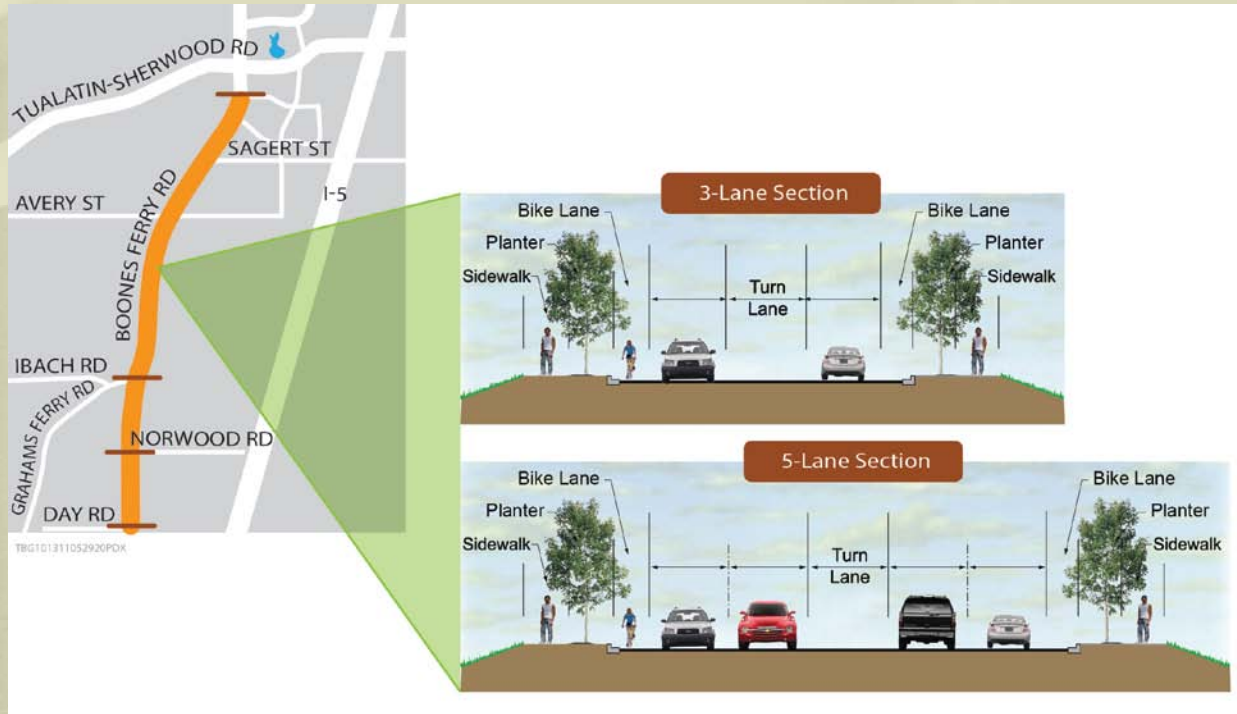 TUALATIN-SHERWOOD RD
SAGERT ST
AVERY ST
BOONES FERRY RD
I-5
IBACH RD
GRAHAMS FERRY RD
NORWOOD RD
DAY RD
TBG101311052920PDX
3-Lane Section
Bike Lane
Bike Lane
Planter
Planter
Sidewalk
Sidewalk
Turn
Lane
5-Lane Section
Bike Lane
Bike Lane
Planter
Planter
Sidewalk
Sidewalk
Turn
Lane